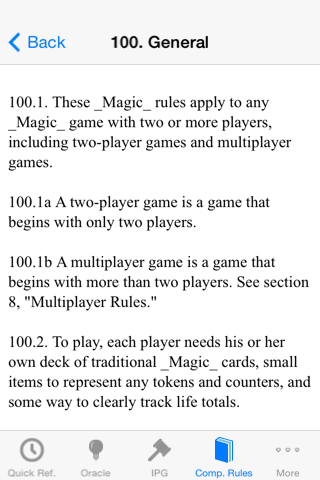 Back 100. General
100.1. These _Magic_ rules apply to any
_Magic_ game with two or more players,
including two-player games and multiplayer
games.
100.1a A two-player game is a game that
begins with only two players.
100.1b A multiplayer game is a game that
begins with more than two players. See section
8, "Multiplayer Rules."
100.2. To play, each player needs his or her
own deck of traditional _Magic_ cards, small
items to represent any tokens and counters, and
some way to clearly track life totals.
Quick Ref. Oracle IPG Comp. Rules More